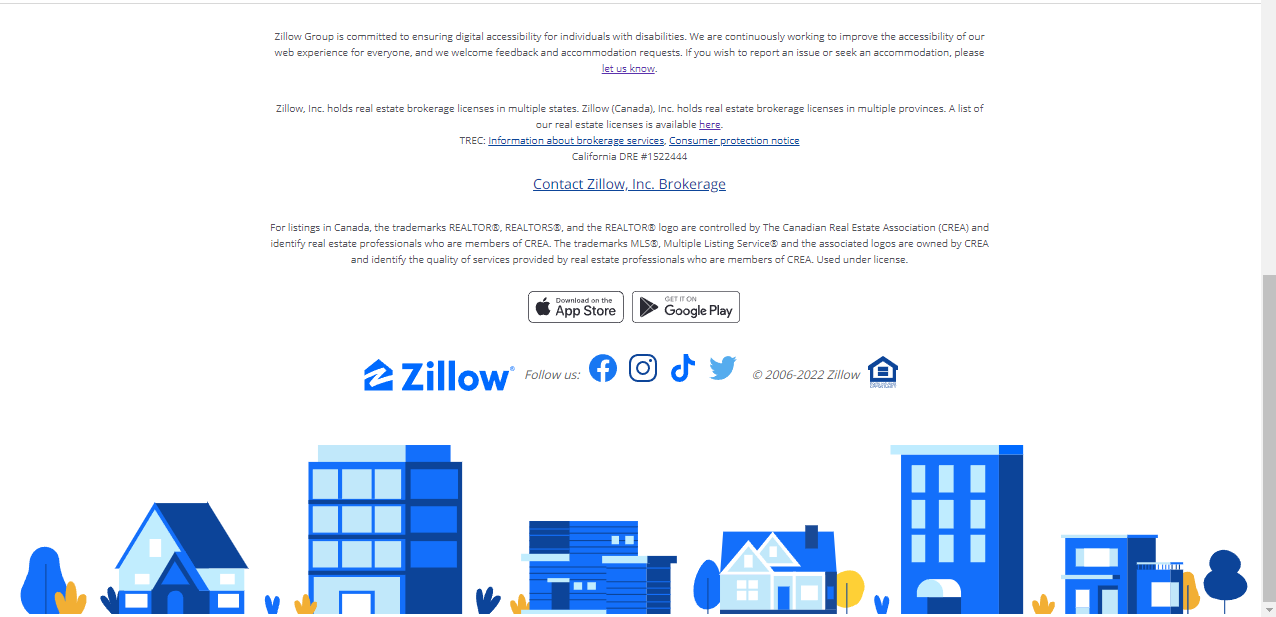 Zillow Group is committed to ensuring digital accessibility for individuals with disabilities. We are continuously working to improve the accessibility of our
web experience for everyone, and we welcome feedback and accommodation requests. If you wish to report an issue or seek an accommodation, please
let us know.
Zillow, Inc. holds real estate brokerage licenses in multiple states. Zillow (Canada), Inc. holds real estate brokerage licenses in multiple provinces. A list of
our real estate licenses is available here.
TREC: Information about brokerage services, Consumer protection notice
California DRE #1522444
Contact Zillow, Inc. Brokerage
For listings in Canada, the trademarks REALTOR®, REALTORS®, and the REALTOR® logo are controlled by The Canadian Real Estate Association (CREA) and
identify real estate professionals who are members of CREA. The trademarks MLS®, Multiple Listing Service® and the associated logos are owned by CREA
and identify the quality of services provided by real estate professionals who are members of CREA. Used under license.
Download on the
App Store
GET IT ON
Google Play
Zillow® Follow us: © 2006-2022 Zillow